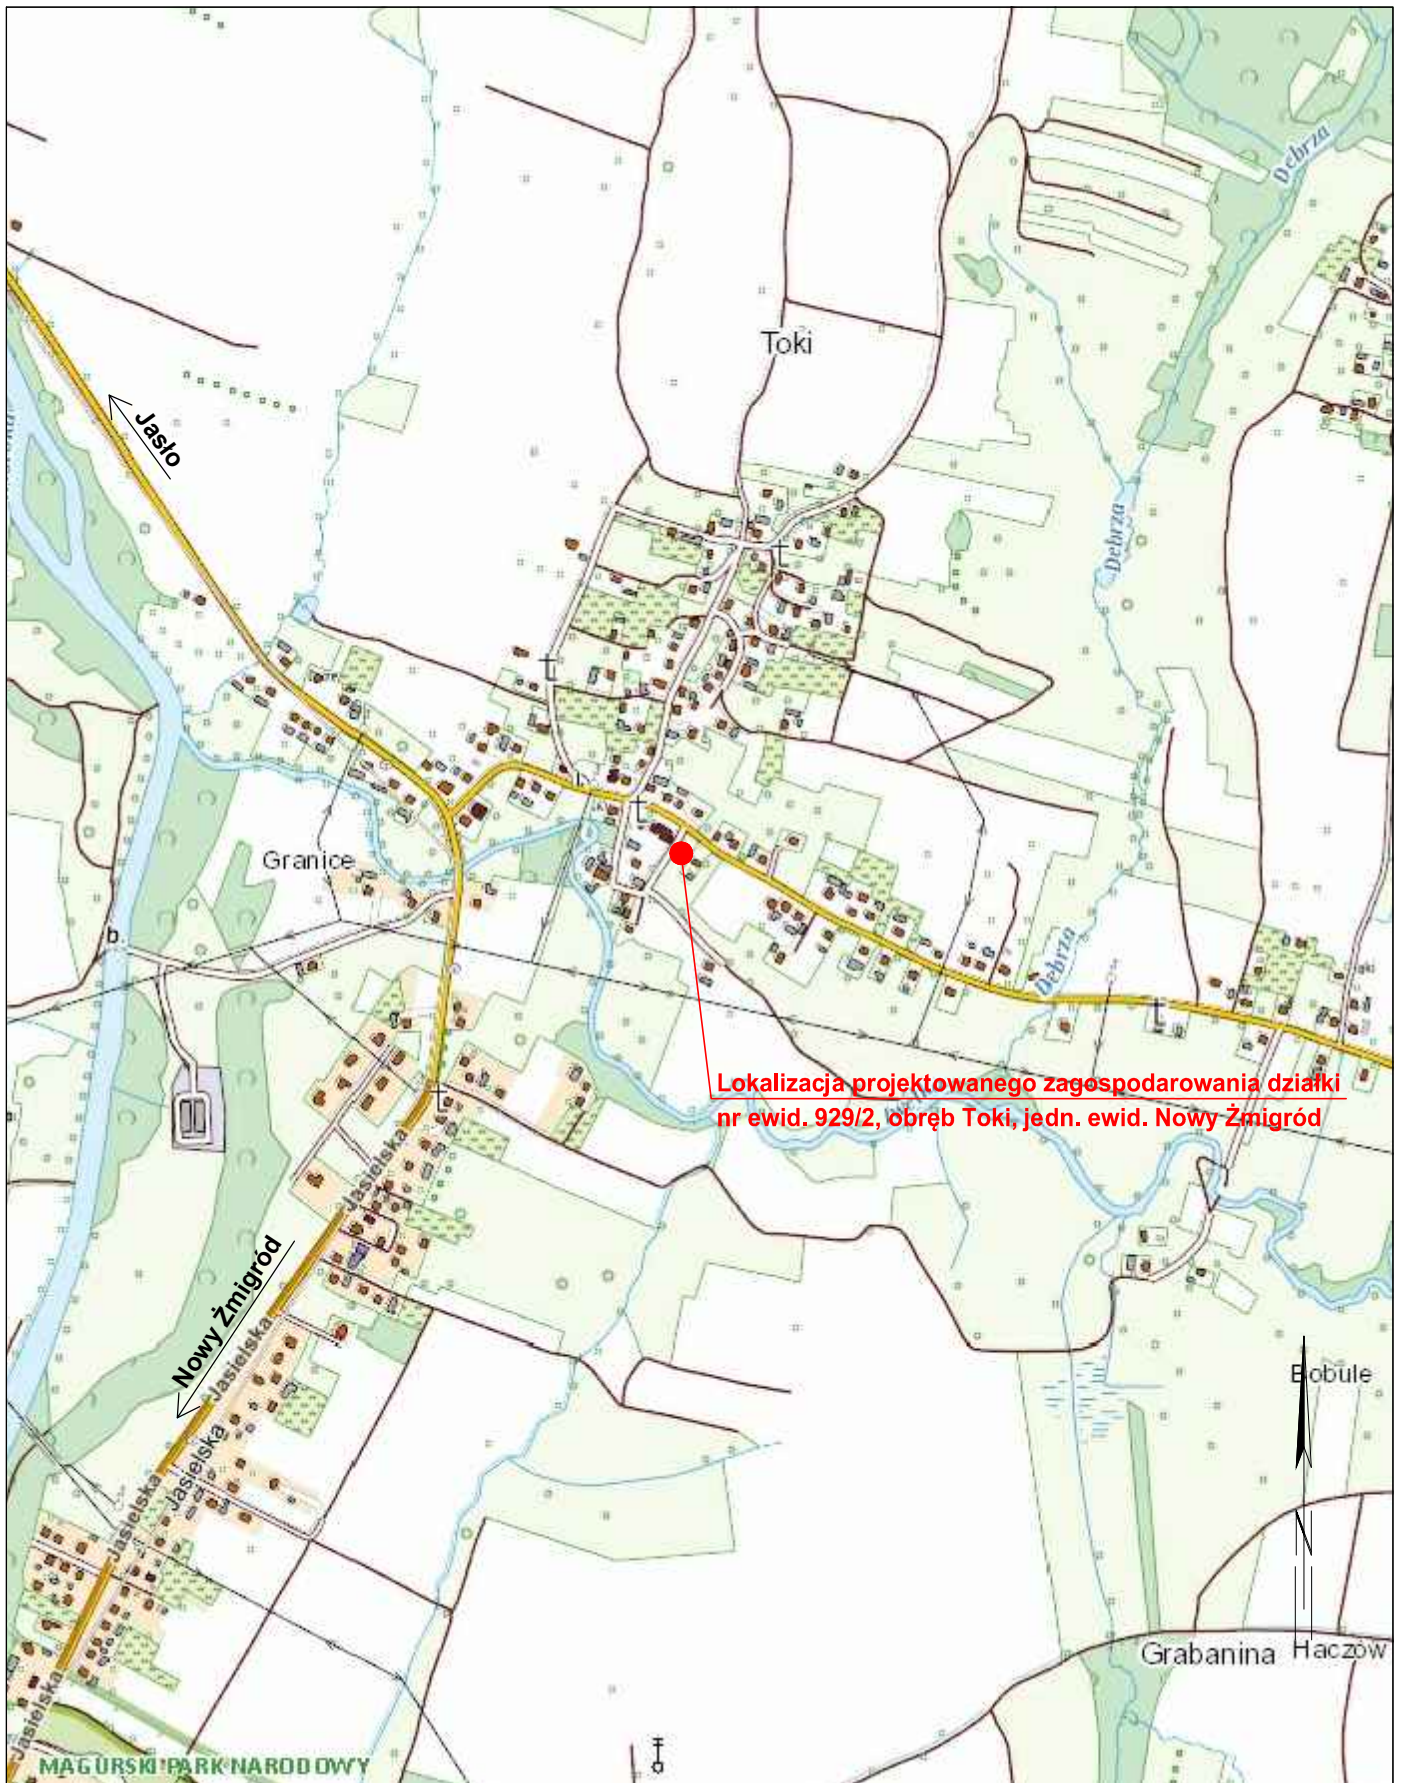 Debrza
Toki
Jasło
Debrza
Granice
b
Debrza
Lokalizacja projektowanego zagospodarowania działki
nr ewid. 929/2, obręb Toki, jedn. ewid. Nowy Żmigród
Jasielska
Nowy Żmigród
Jasielska
Bobule
Jasielska
Jasielska
N
Grabanina
Haczów
Jasielska
MAGURSKI PARK NARODOWY